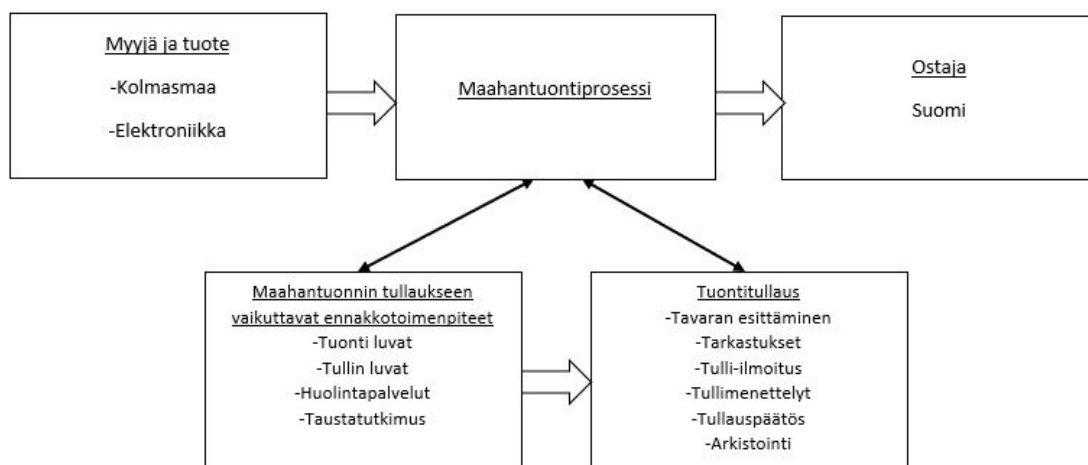 Myyjä ja tuote
-Kolmasmaa
-Elektroniikka
Maahantuontiprosessi
Ostaja
Suomi
Maahantuonnin tullaukseen
vaikuttavat ennakkotoimenpiteet
-Tuonti luvat
-Tullin luvat
-Huolintapalvelut
-Taustatutkimus
Tuontitullaus
-Tavaran esittäminen
-Tarkastukset
-Tulli-ilmoitus
-Tullimenettelyt
-Tullauspäätös
-Arkistointi